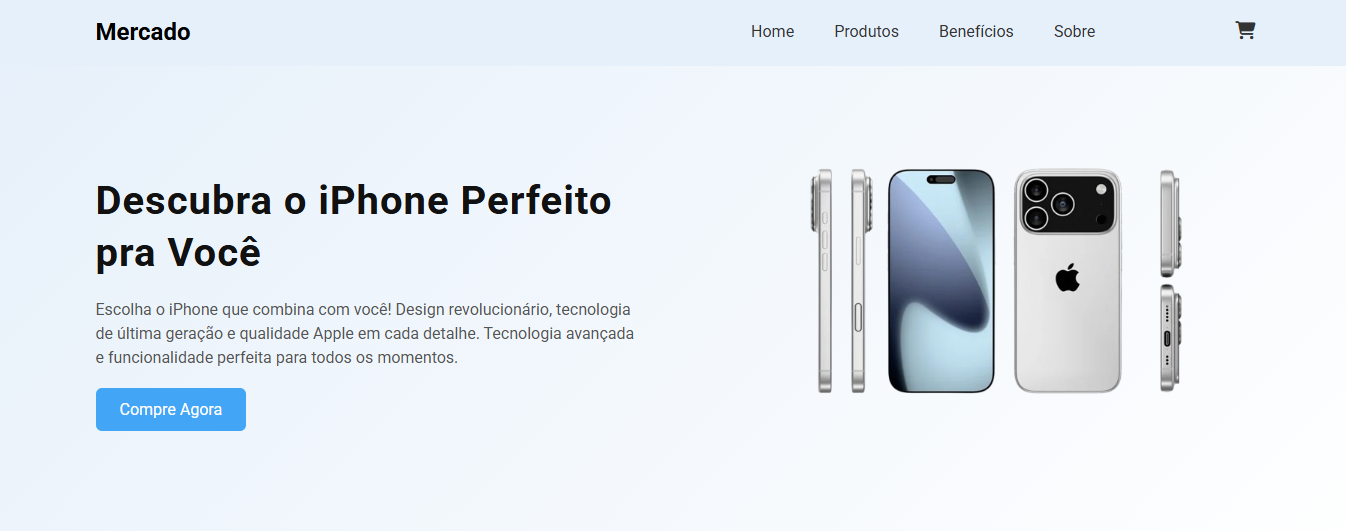 Mercado
Home
Produtos
Benefícios
Sobre
Descubra o iPhone Perfeito
pra Você
Escolha o iPhone que combina com você! Design revolucionário, tecnologia
de última geração e qualidade Apple em cada detalhe. Tecnologia avançada
e funcionalidade perfeita para todos os momentos.
Compre Agora